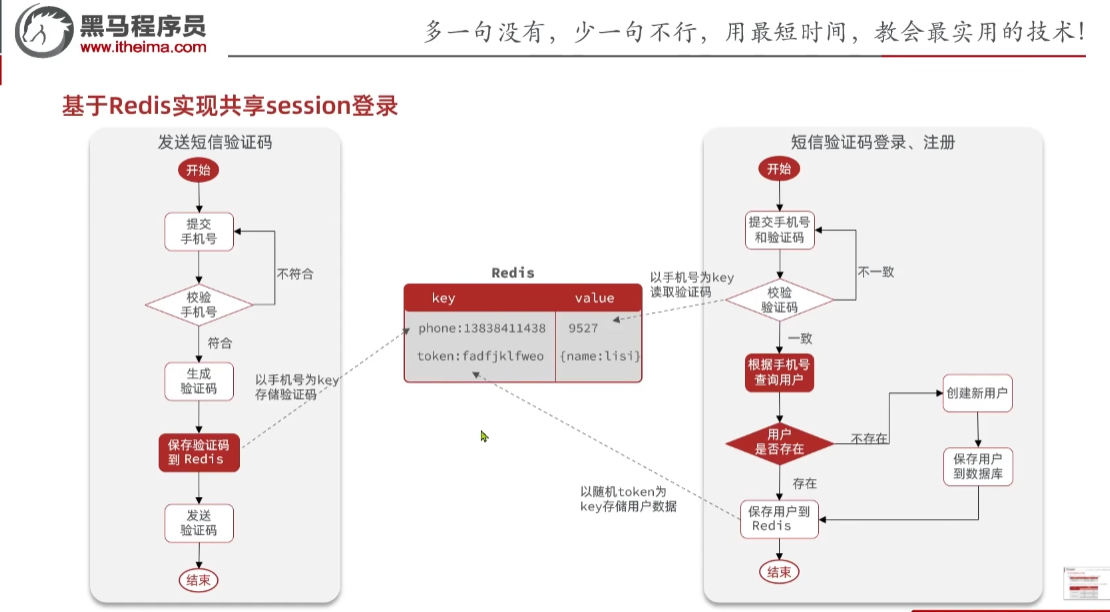 黑马程序员
www.itheima.com
多一句没有，少一句不行，用最短时间，教会最实用的技术！
基于Redis实现共享session登录
发送短信验证码
开始
提交
手机号
不符合
校验
手机号
符合
生成
验证码
以手机号为key
存储验证码
保存验证码
到 Redis
发送
验证码
结束
Redis
key value
phone:13838411438 9527
token:fadfjklfweo {name:lisi}
以手机号为key
读取验证码
以随机token为
key存储用户数据
短信验证码登录、注册
开始
提交手机号
和验证码
不一致
校验
验证码
一致
根据手机号
查询用户
用户
是否存在
不存在
创建新用户
保存用户
到数据库
存在
保存用户到
Redis
结束